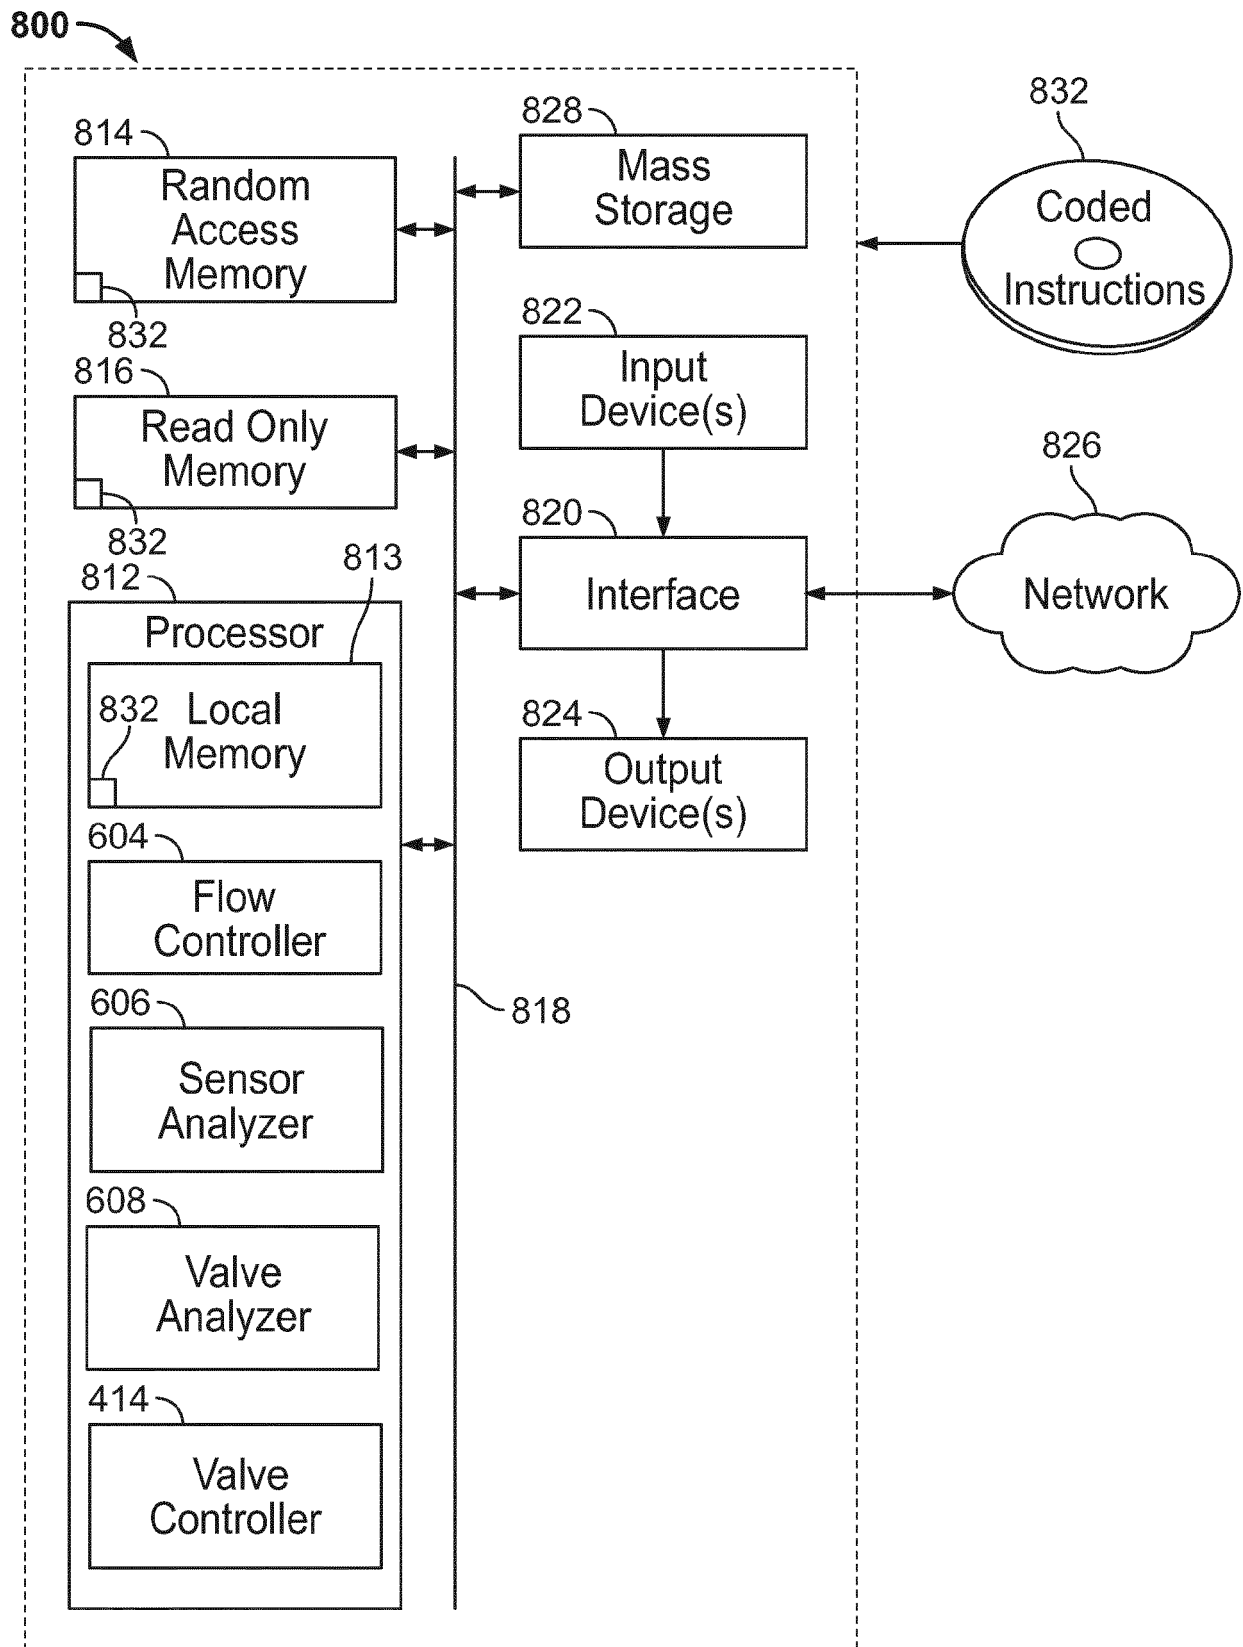 800
814
Random
Access
Memory
832
816
Read Only
Memory
832
812
813
Processor
832
Local
Memory
604
Flow
Controller
606
Sensor
Analyzer
608
Valve
Analyzer
414
Valve
Controller
818
828
Mass
Storage
822
Input
Device(s)
820
Interface
824
Output
Device(s)
832
Coded
Instructions
826
Network